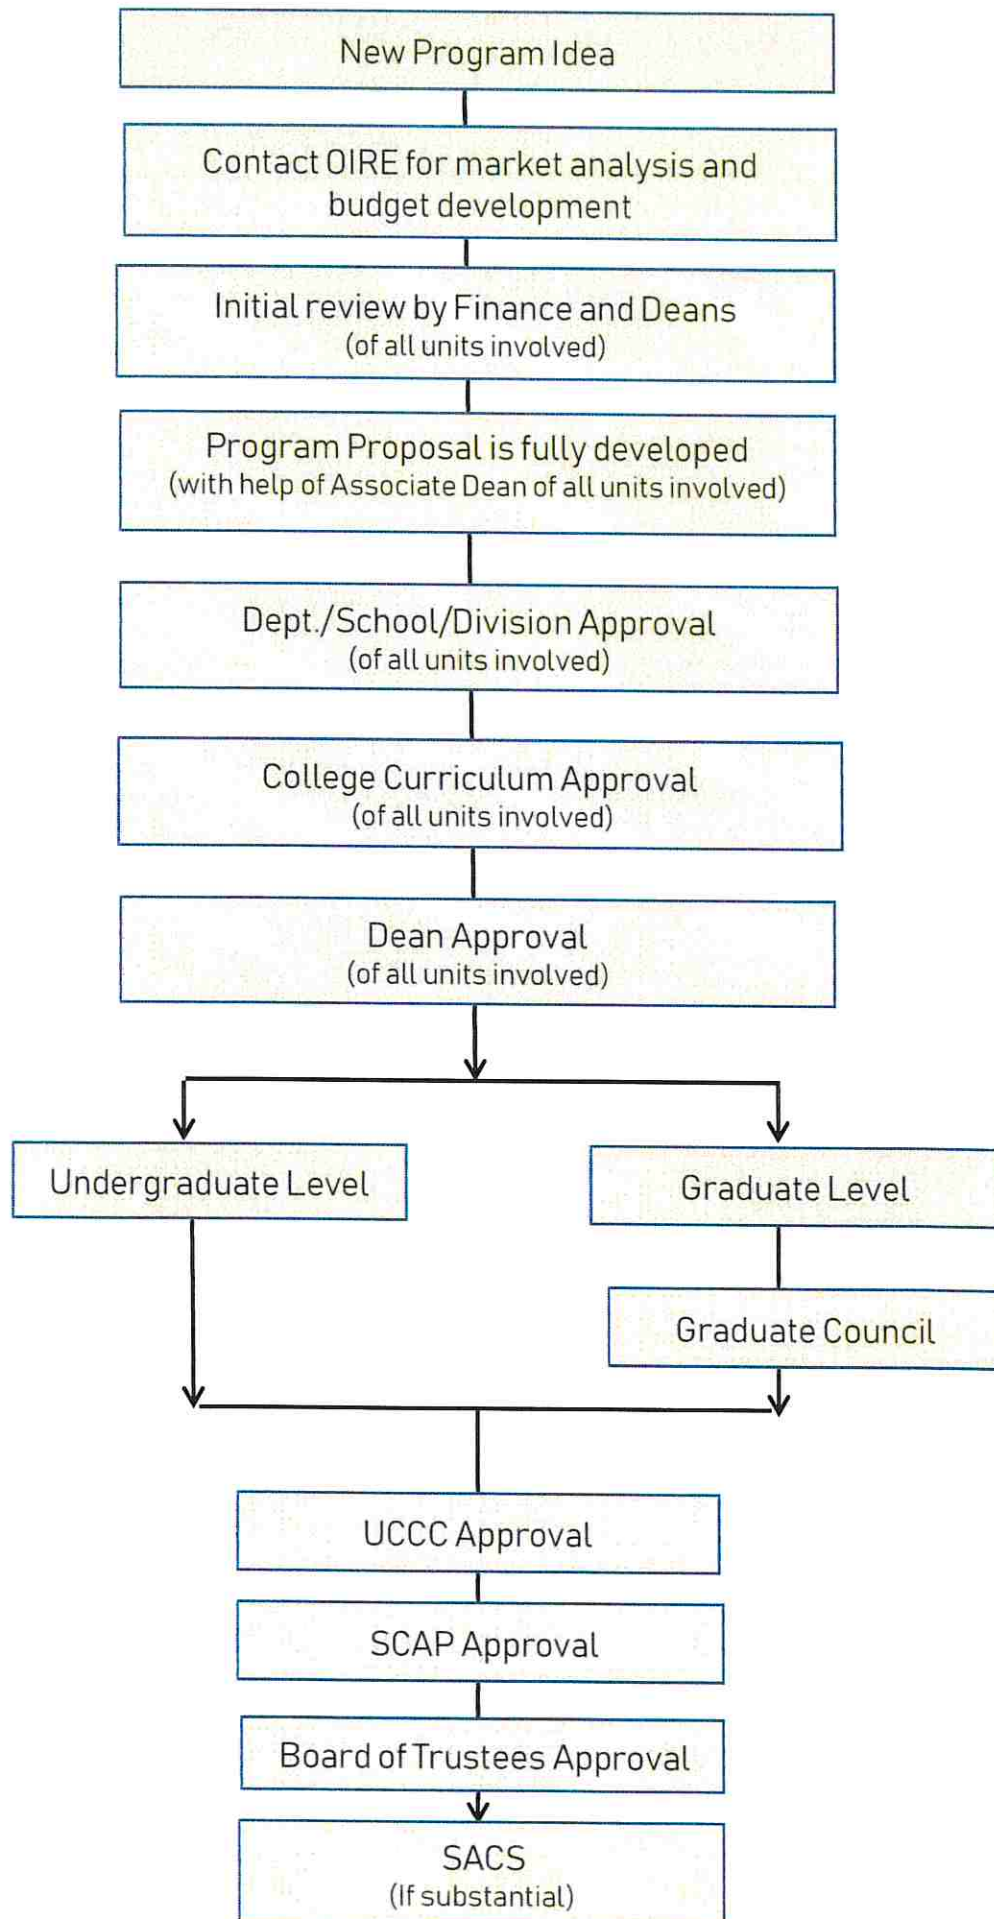 New Program Idea
Contact OIRE for market analysis and
budget development
Initial review by Finance and Deans
(of all units involved)
Program Proposal is fully developed
(with help of Associate Dean of all units involved)
Dept./School/Division Approval
(of all units involved)
College Curriculum Approval
(of all units involved)
Dean Approval
(of all units involved)
Undergraduate Level
Graduate Level
Graduate Council
UCCC Approval
SCAP Approval
Board of Trustees Approval
SACS
(If substantial)